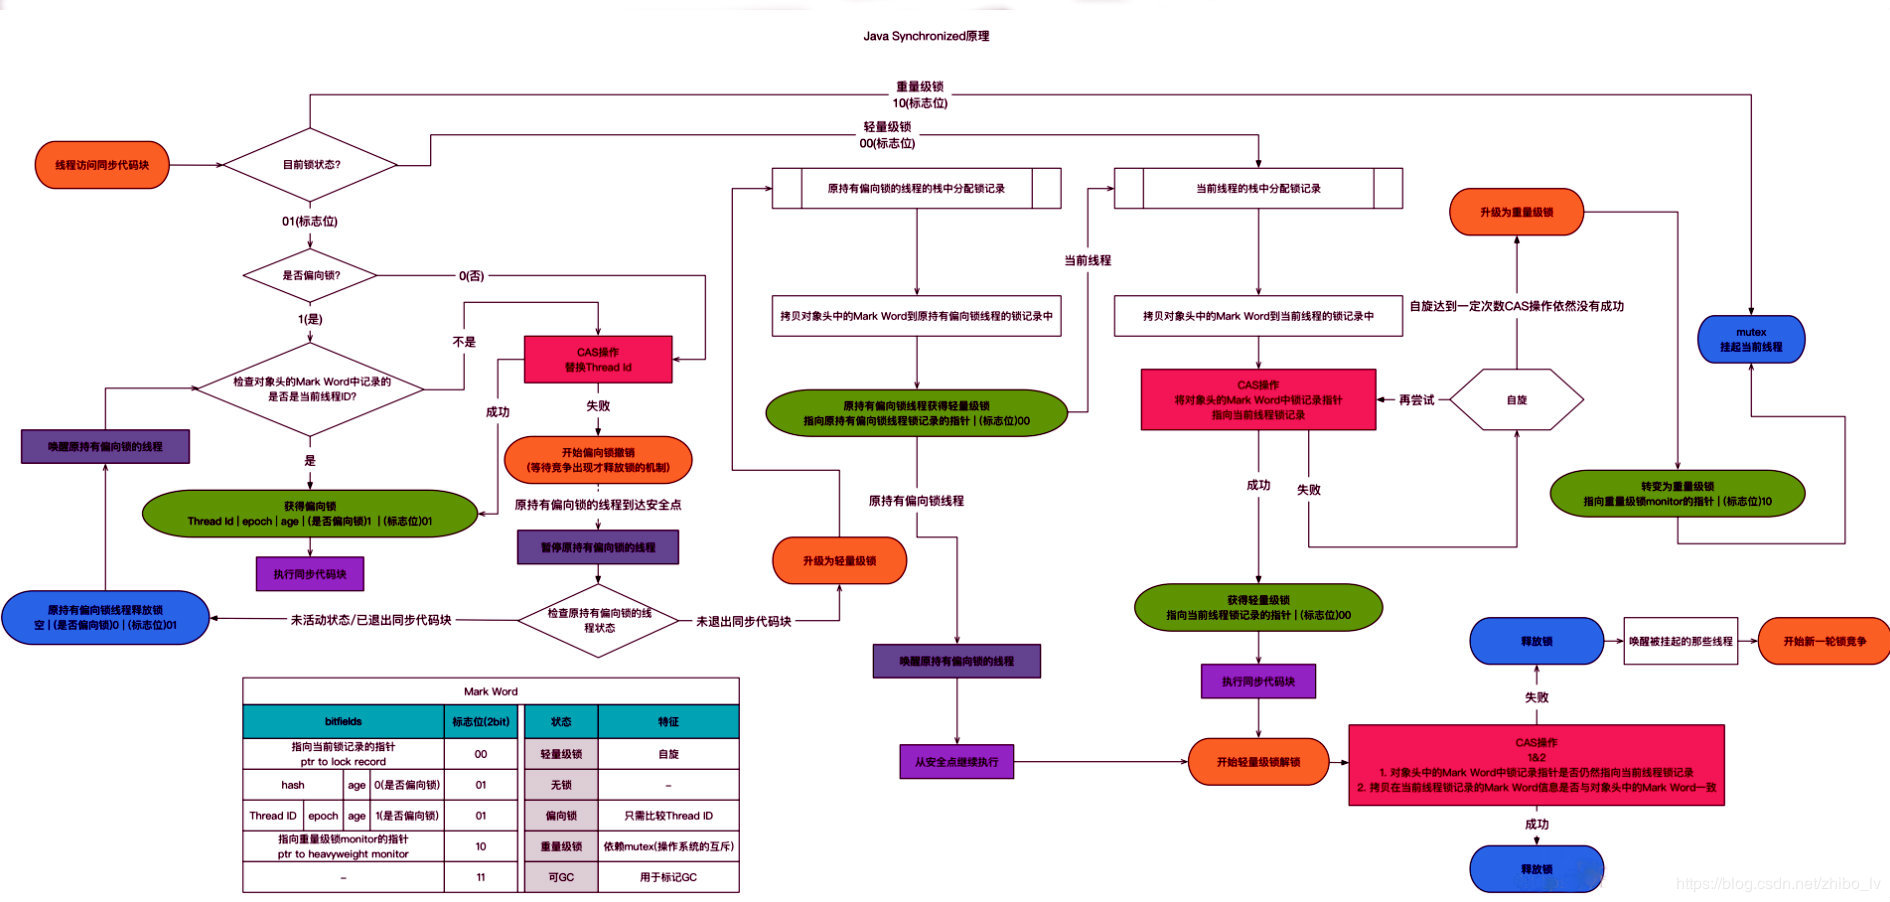 Java Synchronized原理
重量级锁
10(标志位)
轻量级锁
00(标志位)
线程访问同步代码块
目前锁状态?
01(标志位)
是否偏向锁?
0(否)
1(是)
不是
检查对象头的Mark Word中记录的
是否是当前线程ID?
是
唤醒原持有偏向锁的线程
获得偏向锁
Thread Id | epoch | age | (是否偏向锁)1 | (标志位)01
执行同步代码块
原持有偏向锁线程释放锁
空 | (是否偏向锁)0 | (标志位)01
CAS操作
替换Thread Id
成功
失败
开始偏向锁撤销
(等待竞争出现才释放锁的机制)
原持有偏向锁的线程到达安全点
暂停原持有偏向锁的线程
检查原持有偏向锁的线
程状态
未活动状态/已退出同步代码块
未退出同步代码块
升级为轻量级锁
原持有偏向锁的线程的栈中分配锁记录
拷贝对象头中的Mark Word到原持有偏向锁线程的锁记录中
原持有偏向锁线程获得轻量级锁
指向原持有偏向锁线程锁记录的指针 | (标志位)00
当前线程
原持有偏向锁线程
唤醒原持有偏向锁的线程
从安全点继续执行
当前线程的栈中分配锁记录
拷贝对象头中的Mark Word到当前线程的锁记录中
CAS操作
将对象头的Mark Word中锁记录指针
指向当前线程锁记录
再尝试
自旋
自旋达到一定次数CAS操作依然没有成功
升级为重量级锁
mutex
挂起当前线程
转变为重量级锁
指向重量级锁monitor的指针 | (标志位)10
成功
失败
获得轻量级锁
指向当前线程锁记录的指针 | (标志位)00
执行同步代码块
开始轻量级锁解锁
CAS操作
1&2
1. 对象头中的Mark Word中锁记录指针是否仍然指向当前线程锁记录
2. 拷贝在当前线程锁记录的Mark Word信息是否与对象头中的Mark Word一致
失败
释放锁
唤醒被挂起的那些线程
开始新一轮锁竞争
成功
释放锁
Mark Word
bitfields 标志位(2bit) 状态 特征
指向当前锁记录的指针
ptr to lock record 00 轻量级锁 自旋
hash age 0(是否偏向锁) 01 无锁 –
Thread ID epoch age 1(是否偏向锁) 01 偏向锁 只需比较Thread ID
指向重量级锁monitor的指针
ptr to heavyweight monitor 10 重量级锁 依赖mutex(操作系统的互斥)
– 11 可GC 用于标记GC
https://blog.csdn.net/zhibo_lv